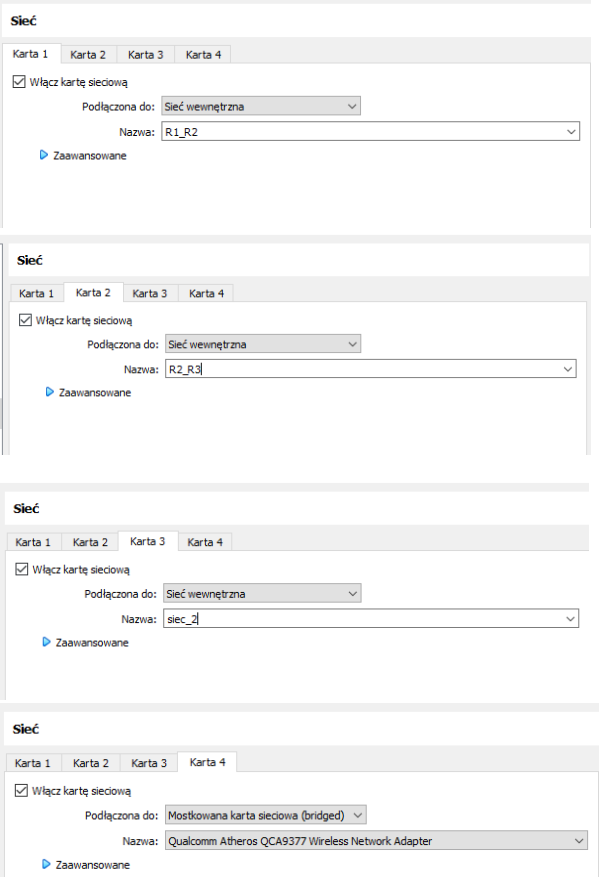 Sieć
Karta 1 Karta 2 Karta 3 Karta 4
Włącz kartę sieciową
Podłączona do: Sieć wewnętrzna
Nazwa: R1_R2
Zaawansowane
Sieć
Karta 1 Karta 2 Karta 3 Karta 4
Włącz kartę sieciową
Podłączona do: Sieć wewnętrzna
Nazwa: R2_R3
Zaawansowane
Sieć
Karta 1 Karta 2 Karta 3 Karta 4
Włącz kartę sieciową
Podłączona do: Sieć wewnętrzna
Nazwa: siec_2
Zaawansowane
Sieć
Karta 1 Karta 2 Karta 3 Karta 4
Włącz kartę sieciową
Podłączona do: Mostkowana karta sieciowa (bridged)
Nazwa: Qualcomm Atheros QCA9377 Wireless Network Adapter
Zaawansowane